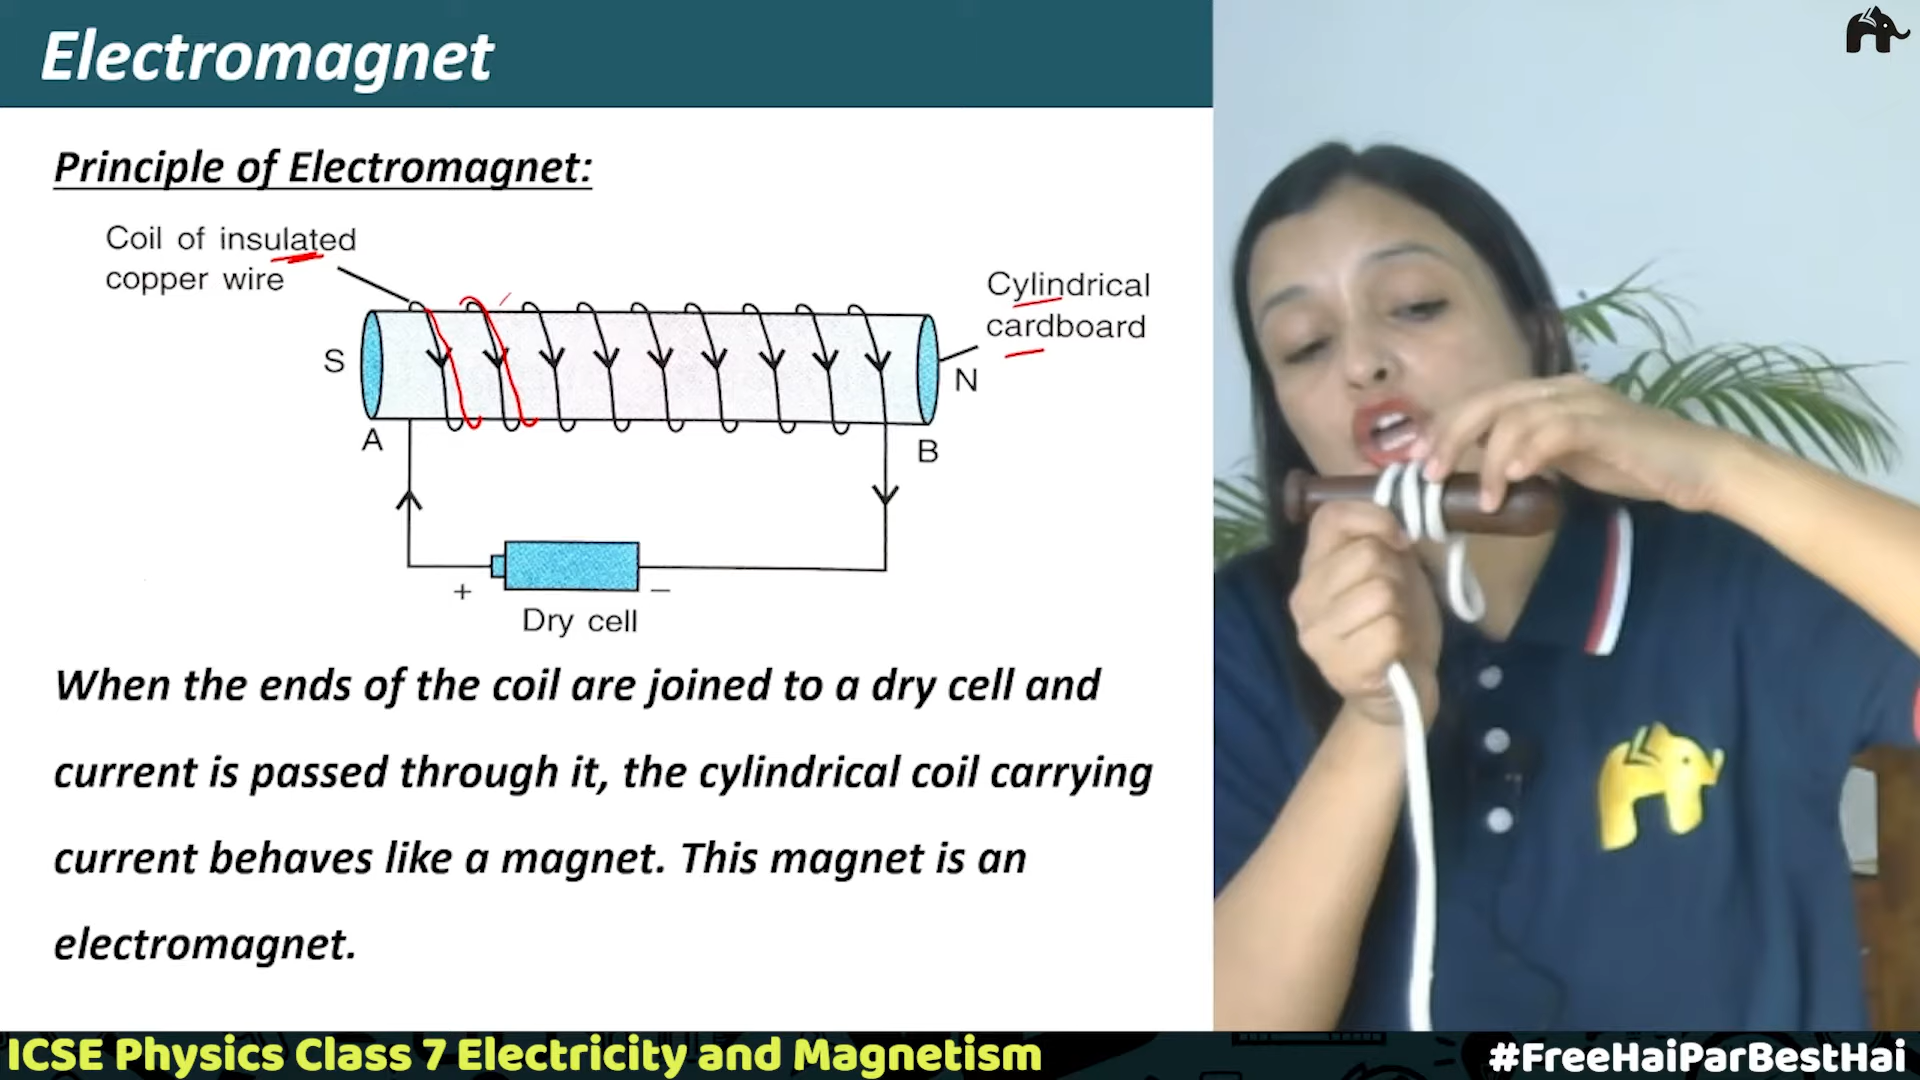 Electromagnet
Principle of Electromagnet:
Coil of insulated
copper wire
Cylindrical
cardboard
S
N
A
B
+
−
Dry cell
When the ends of the coil are joined to a dry cell and
current is passed through it, the cylindrical coil carrying
current behaves like a magnet. This magnet is an
electromagnet.
ICSE Physics Class 7 Electricity and Magnetism
#FreeHaiParBestHai